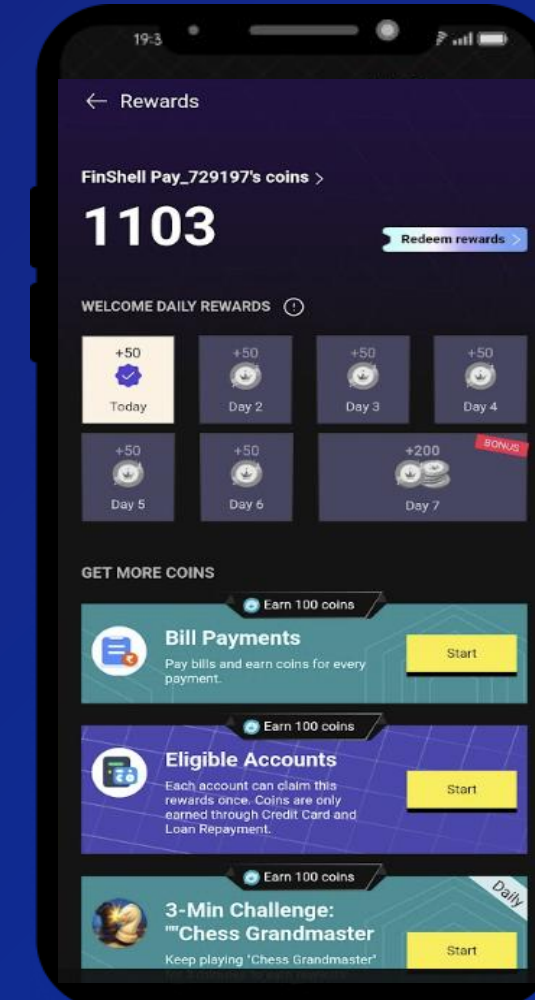 19:3
← Rewards
FinShell Pay_729197's coins >
1103
Redeem rewards >
WELCOME DAILY REWARDS
+50
Today
+50
Day 2
+50
Day 3
+50
Day 4
+50
Day 5
+50
Day 6
BONUS
+200
Day 7
GET MORE COINS
Earn 100 coins
Bill Payments
Pay bills and earn coins for every
payment.
Start
Earn 100 coins
Eligible Accounts
Each account can claim this
rewards once. Coins are only
earned through Credit Card and
Loan Repayment.
Start
Earn 100 coins
Daily
3-Min Challenge:
""Chess Grandmaster
Keep playing "Chess Grandmaster"
Start